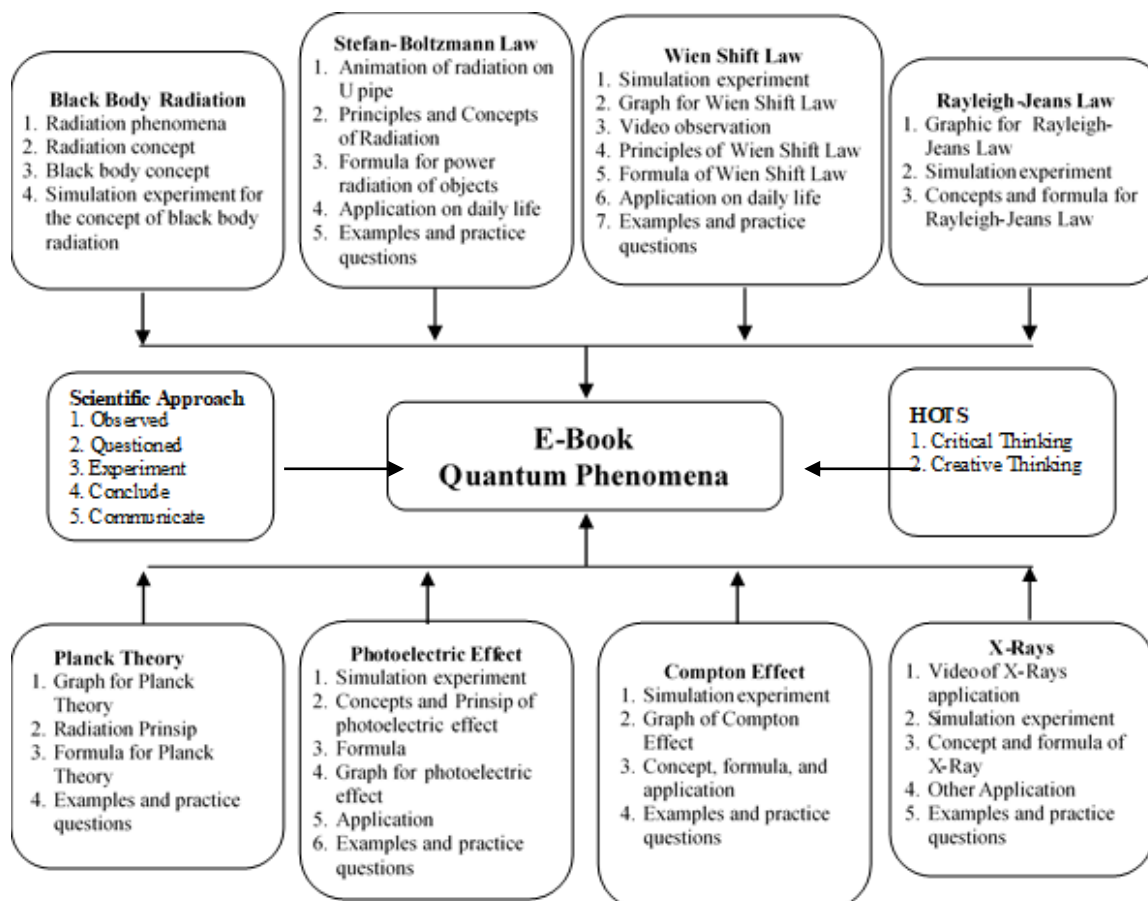 Black Body Radiation
1. Radiation phenomena
2. Radiation concept
3. Black body concept
4. Simulation experiment for
the concept of black body
radiation
Stefan-Boltzmann Law
1. Animation of radiation on
U pipe
2. Principles and Concepts
of Radiation
3. Formula for power
radiation of objects
4. Application on daily life
5. Examples and practice
questions
Wien Shift Law
1. Simulation experiment
2. Graph for Wien Shift Law
3. Video observation
4. Principles of Wien Shift Law
5. Formula of Wien Shift Law
6. Application on daily life
7. Examples and practice
questions
Rayleigh-Jeans Law
1. Graphic for Rayleigh-
Jeans Law
2. Simulation experiment
3. Concepts and formula for
Rayleigh-Jeans Law
Scientific Approach
1. Observed
2. Questioned
3. Experiment
4. Conclude
5. Communicate
E-Book
Quantum Phenomena
HOTS
1. Critical Thinking
2. Creative Thinking
Planck Theory
1. Graph for Planck
Theory
2. Radiation Prinsip
3. Formula for Planck
Theory
4. Examples and practice
questions
Photoelectric Effect
1. Simulation experiment
2. Concepts and Prinsip of
photoelectric effect
3. Formula
4. Graph for photoelectric
effect
5. Application
6. Examples and practice
questions
Compton Effect
1. Simulation experiment
2. Graph of Compton
Effect
3. Concept, formula, and
application
4. Examples and practice
questions
X-Rays
1. Video of X-Rays
application
2. Simulation experiment
3. Concept and formula of
X-Ray
4. Other Application
5. Examples and practice
questions